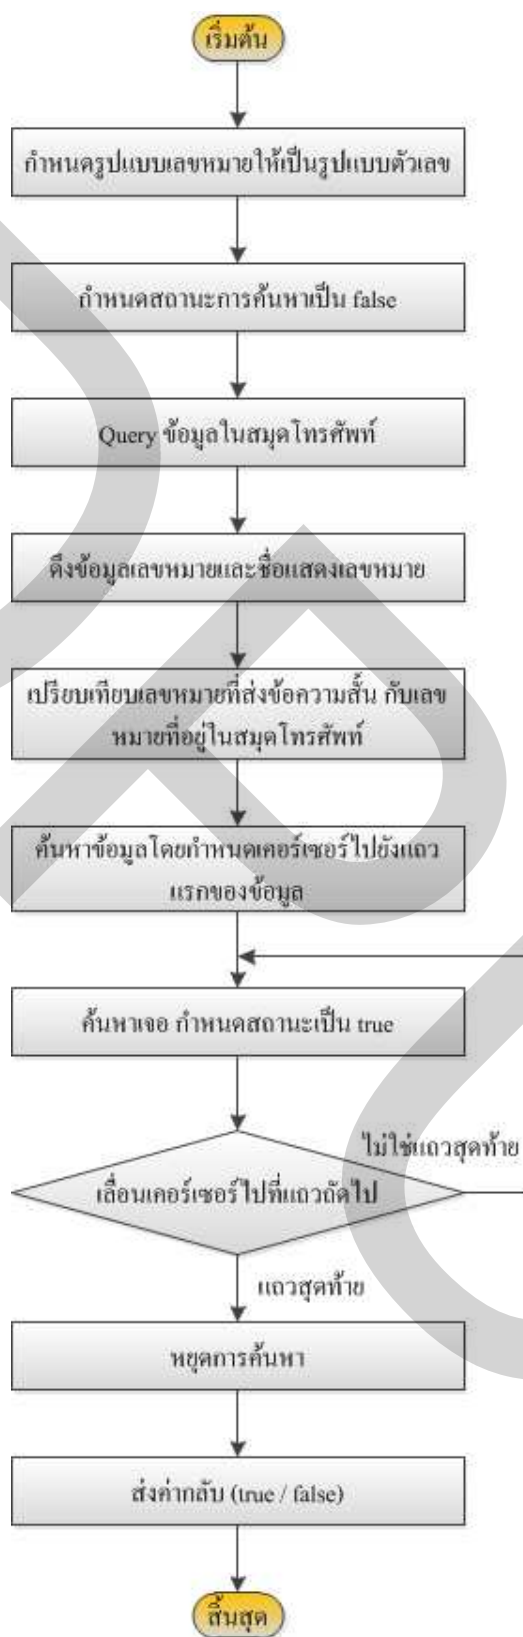 เริ่มต้น
กำหนดรูปแบบเลขหมายให้เป็นรูปแบบตัวเลข
กำหนดสถานะการค้นหาเป็น false
Query ข้อมูลในสมุดโทรศัพท์
ดึงข้อมูลเลขหมายและชื่อแสดงเลขหมาย
เปรียบเทียบเลขหมายที่ส่งข้อความสั้น กับเลข
หมายที่อยู่ในสมุดโทรศัพท์
ค้นหาข้อมูลโดยกำหนดเคอร์เซอร์ไปยังแถว
แรกของข้อมูล
ค้นหาเจอ กำหนดสถานะเป็น true
ไม่ใช่แถวสุดท้าย
เลื่อนเคอร์เซอร์ไปที่แถวถัดไป
แถวสุดท้าย
หยุดการค้นหา
ส่งค่ากลับ (true / false)
สิ้นสุด